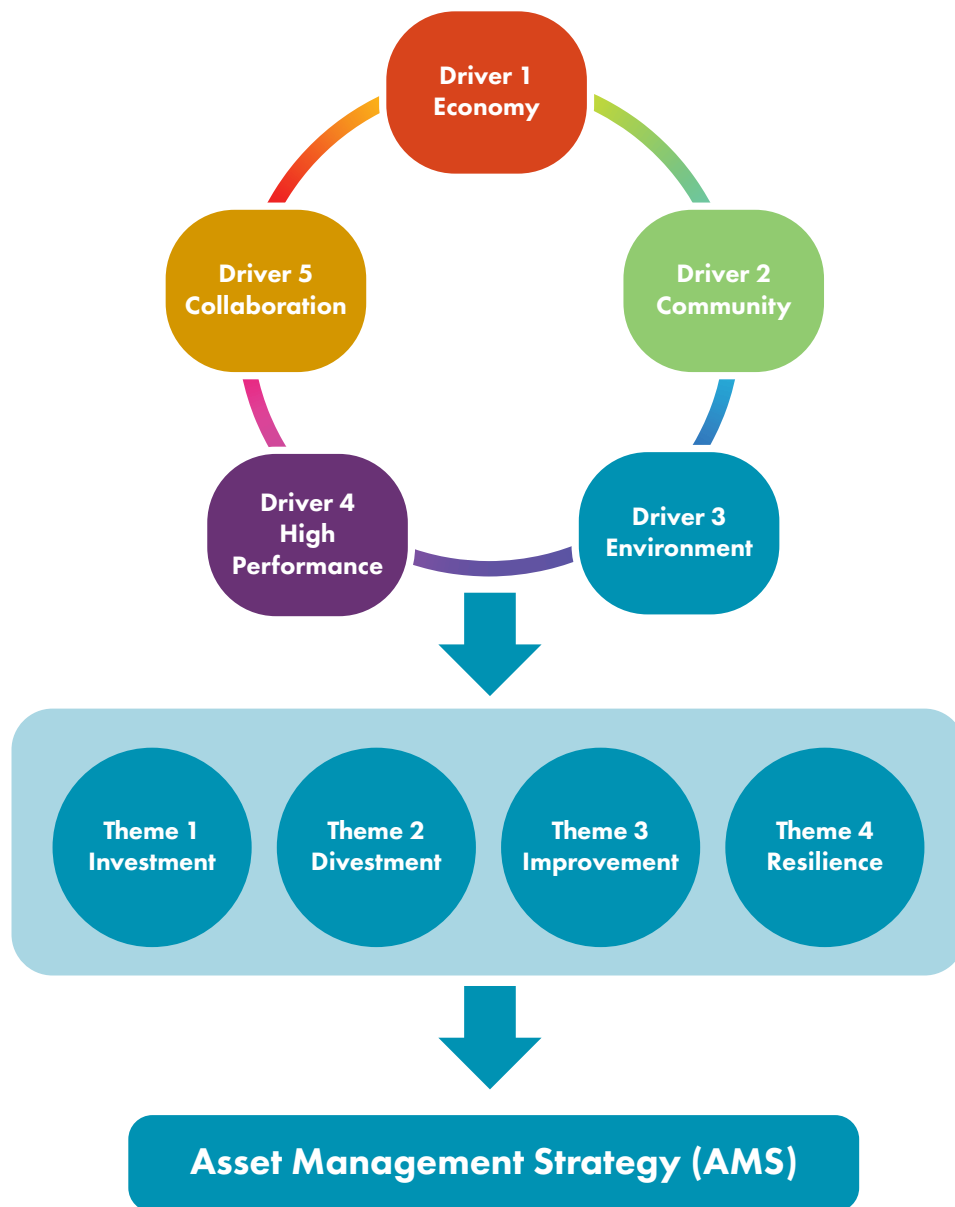 Driver 1
Economy
Driver 2
Community
Driver 3
Environment
Driver 4
High
Performance
Driver 5
Collaboration
Theme 1
Investment
Theme 2
Divestment
Theme 3
Improvement
Theme 4
Resilience
Asset Management Strategy (AMS)